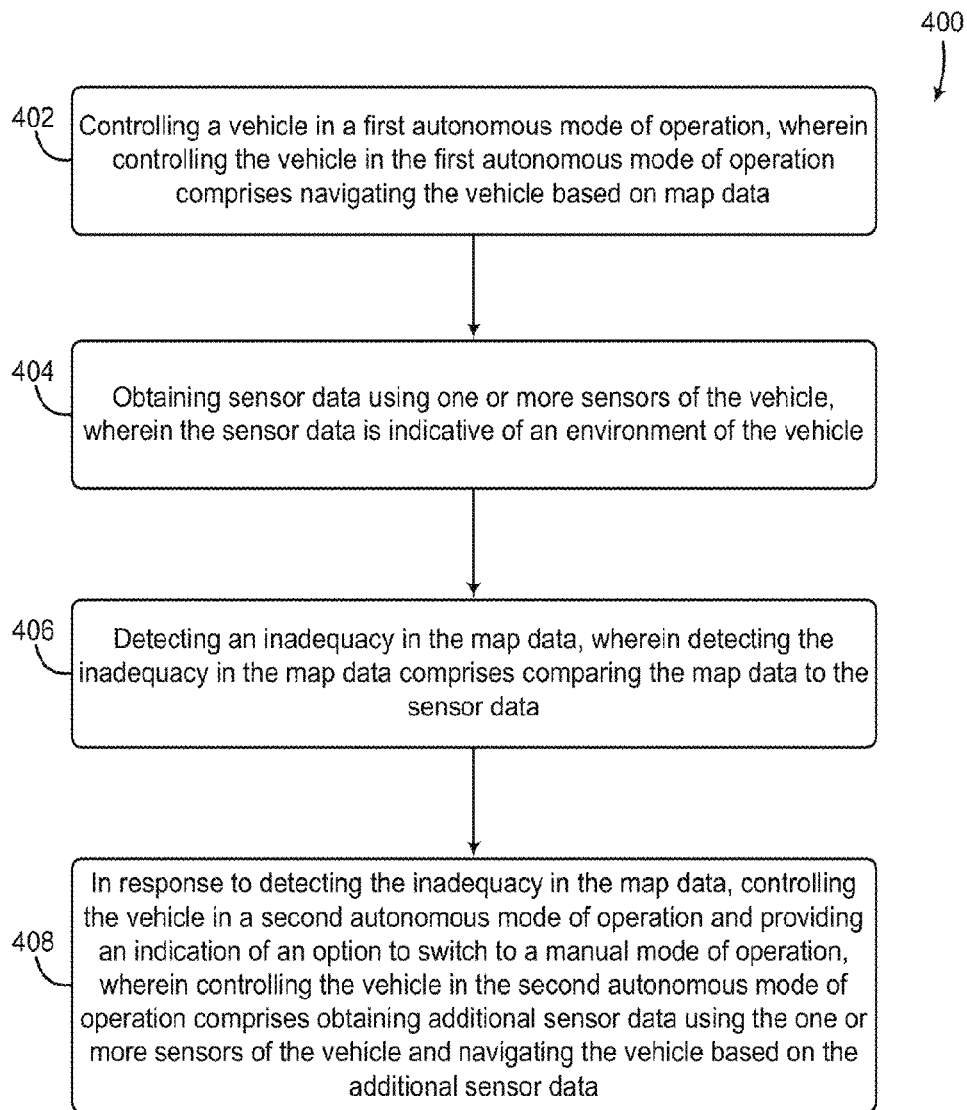 400
402
Controlling a vehicle in a first autonomous mode of operation, wherein
controlling the vehicle in the first autonomous mode of operation
comprises navigating the vehicle based on map data
404
Obtaining sensor data using one or more sensors of the vehicle,
wherein the sensor data is indicative of an environment of the vehicle
406
Detecting an inadequacy in the map data, wherein detecting the
inadequacy in the map data comprises comparing the map data to the
sensor data
408
In response to detecting the inadequacy in the map data, controlling
the vehicle in a second autonomous mode of operation and providing
an indication of an option to switch to a manual mode of operation,
wherein controlling the vehicle in the second autonomous mode of
operation comprises obtaining additional sensor data using the one or
more sensors of the vehicle and navigating the vehicle based on the
additional sensor data